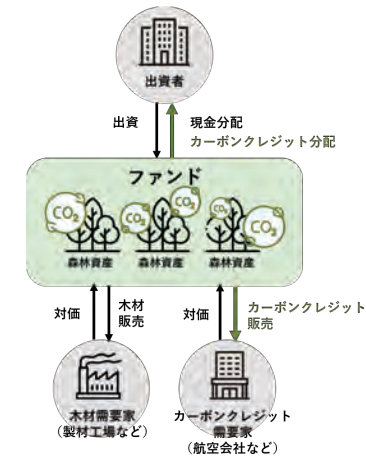 出資者
出資
現金分配
カーボンクレジット分配
ファンド
CO₂
CO₂
CO₂
CO₂
CO₂
森林資産
森林資産
森林資産
対価
木材
販売
対価
カーボンクレジット
販売
木材需要家
（製材工場など）
カーボンクレジット
需要家
（航空会社など）